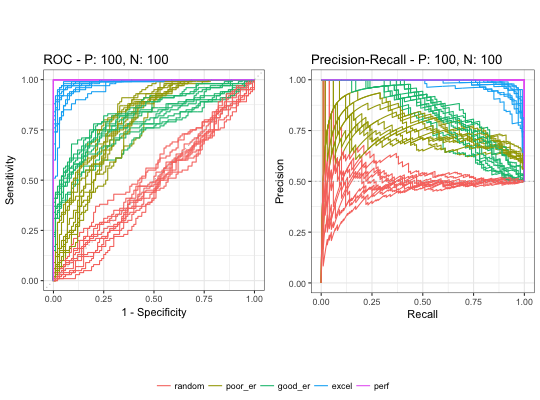 ROC - P: 100, N: 100
Sensitivity
1.00
0.75
0.50
0.25
0.00
0.00 0.25 0.50 0.75 1.00
1 - Specificity
Precision-Recall - P: 100, N: 100
Precision
1.00
0.75
0.50
0.25
0.00
0.00 0.25 0.50 0.75 1.00
Recall
random poor_er good_er excel perf